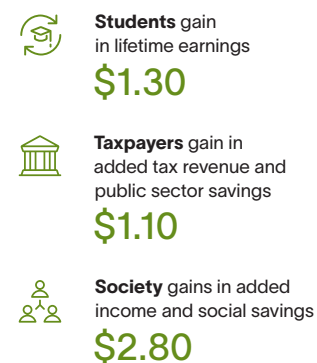 Students gain
in lifetime earnings
$1.30
Taxpayers gain in
added tax revenue and
public sector savings
$1.10
Society gains in added
income and social savings
$2.80